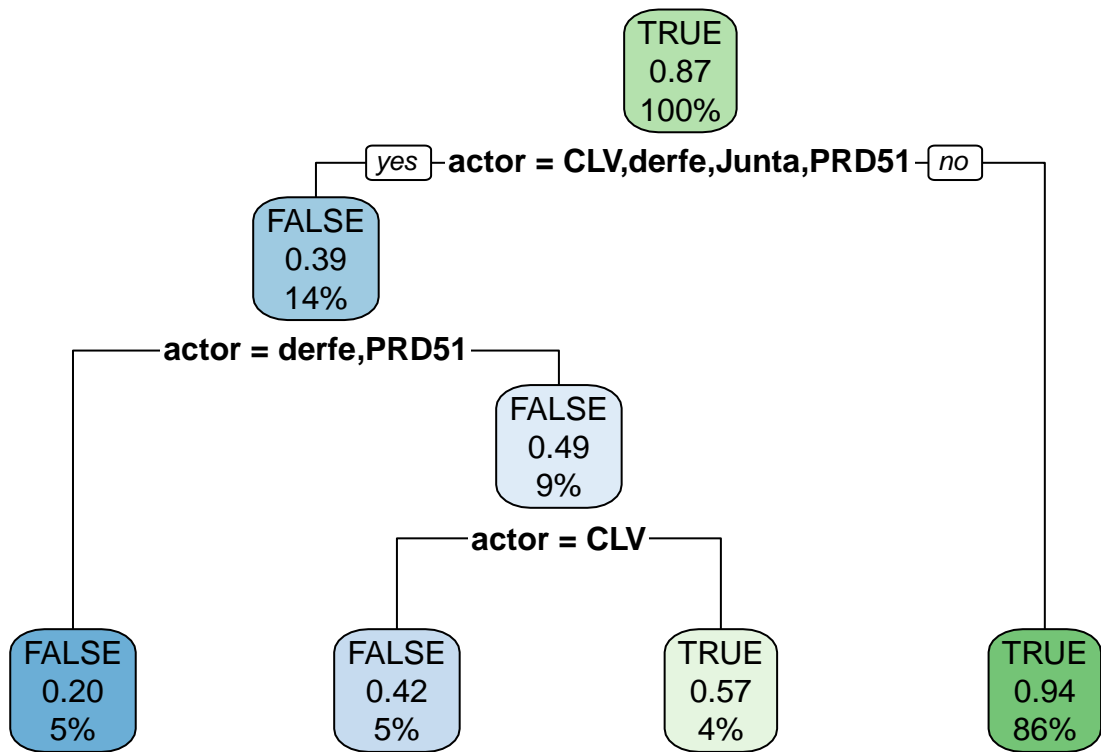 TRUE
0.87
100%
yes actor = CLV,derfe,Junta,PRD51 no
FALSE
0.39
14%
actor = derfe,PRD51
FALSE
0.49
9%
actor = CLV
FALSE
0.20
5%
FALSE
0.42
5%
TRUE
0.57
4%
TRUE
0.94
86%